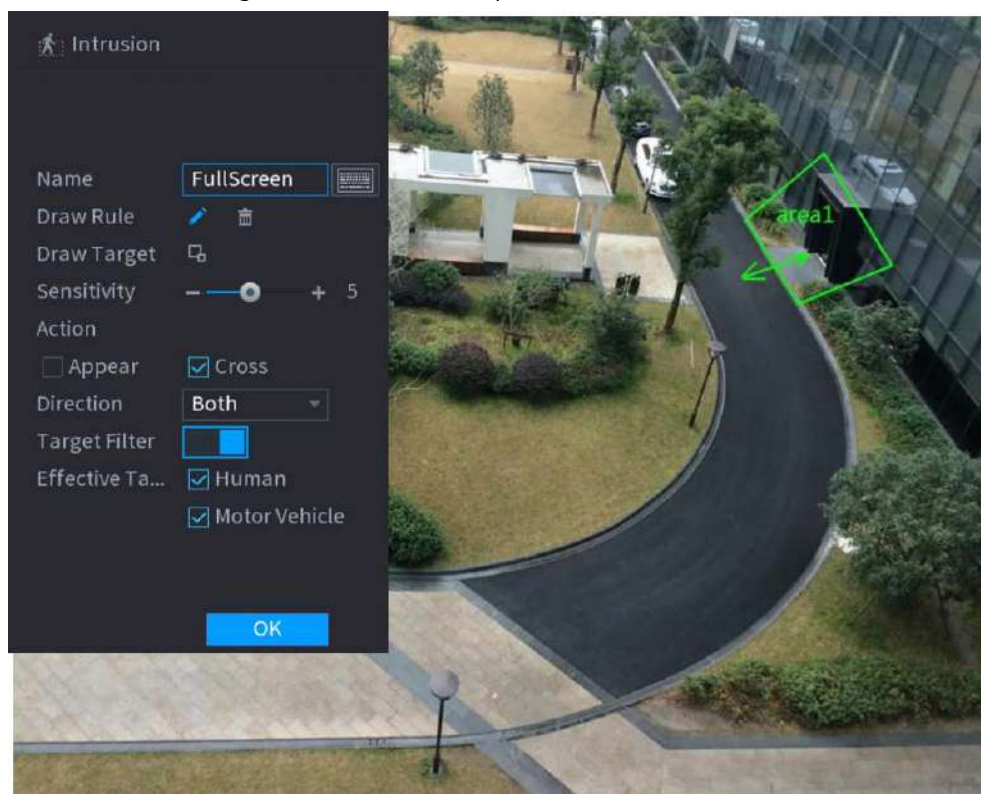 Intrusion
Name FullScreen
Draw Rule
Draw Target
Sensitivity - + 5
Action
Appear Cross
Direction Both
Target Filter
Effective Ta... Human
Motor Vehicle
OK
area1